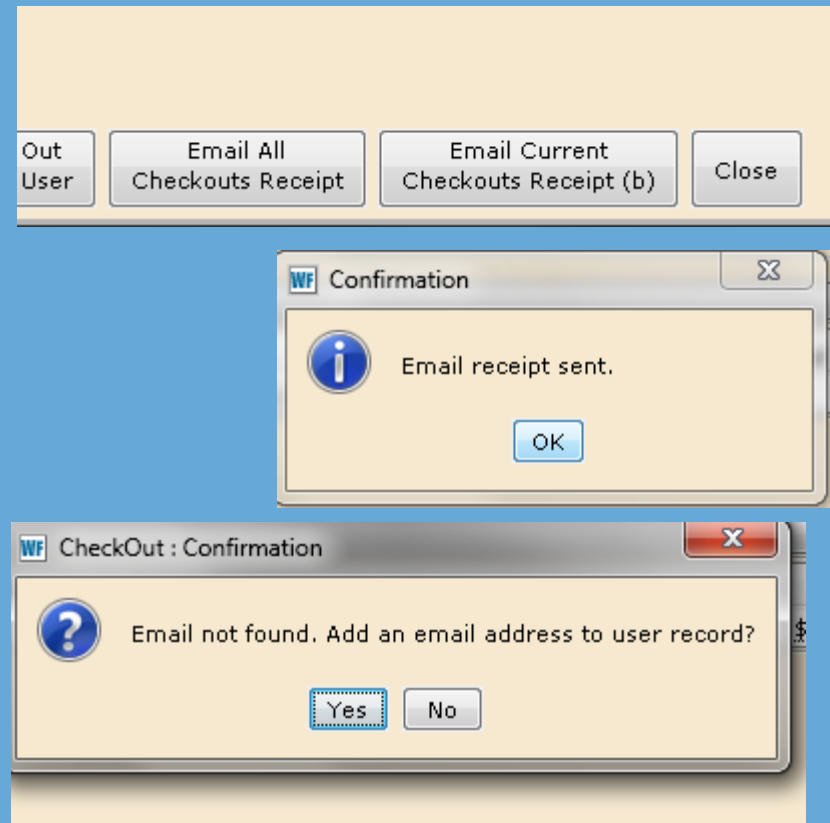 Out
User
Email All
Checkouts Receipt
Email Current
Checkouts Receipt (b)
Close
WF Confirmation
Email receipt sent.
OK
WF CheckOut : Confirmation
Email not found. Add an email address to user record?
$
Yes No